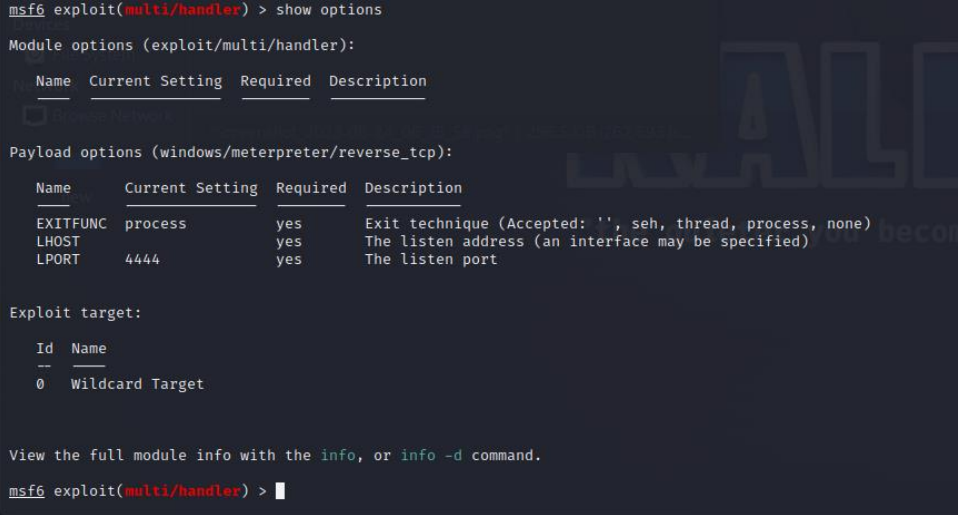 msf6 exploit(multi/handler) > show options
Module options (exploit/multi/handler):
Name Current Setting Required Description
Payload options (windows/meterpreter/reverse_tcp):
Name Current Setting Required Description
EXITFUNC process yes Exit technique (Accepted: '', seh, thread, process, none)
LHOST yes The listen address (an interface may be specified)
LPORT 4444 yes The listen port
Exploit target:
Id Name
-- ----
0 Wildcard Target
View the full module info with the info, or info -d command.
msf6 exploit(multi/handler) >